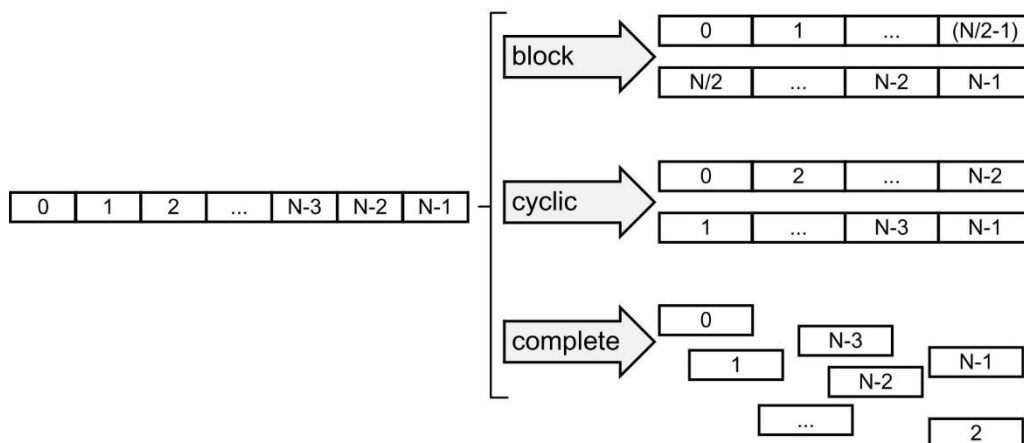 0 1 2 ... N-3 N-2 N-1
block
0 1 ... (N/2-1)
N/2 ... N-2 N-1
cyclic
0 2 ... N-2
1 ... N-3 N-1
complete
0
N-3
1
N-1
N-2
...
2